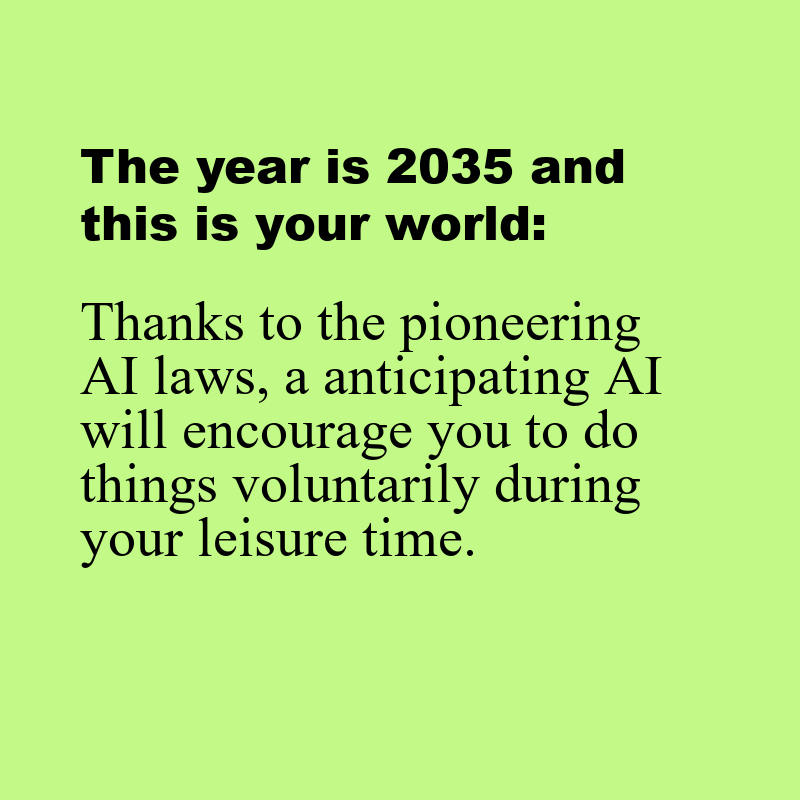 The year is 2035 and
this is your world:
Thanks to the pioneering
AI laws, a anticipating AI
will encourage you to do
things voluntarily during
your leisure time.